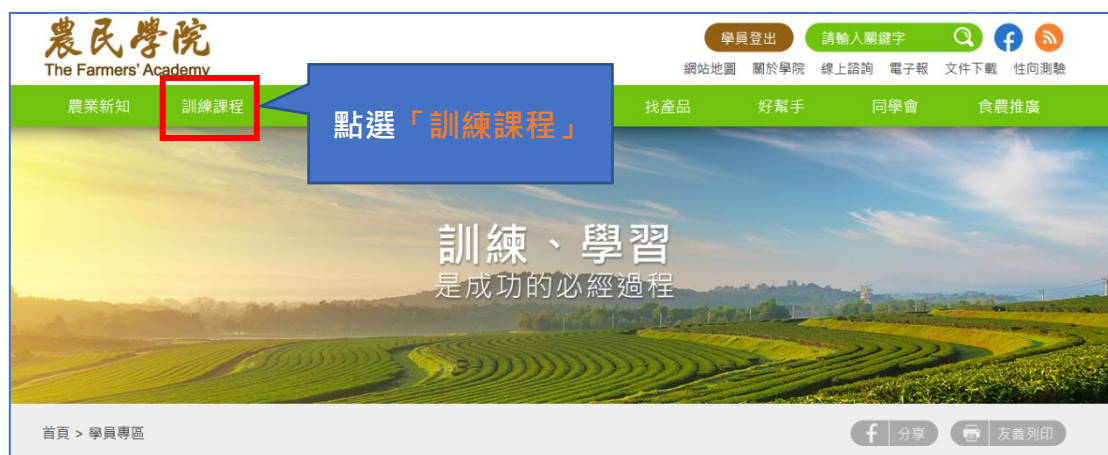 農民學院
The Farmers' Academy
學員登出
請輸入關鍵字
網站地圖 關於學院 線上諮詢 電子報 文件下載 性向測驗
農業新知 訓練課程 找產品 好幫手 同學會 食農推廣
點選「訓練課程」
訓練、學習
是成功的必經過程
首頁 > 學員專區
分享
友善列印